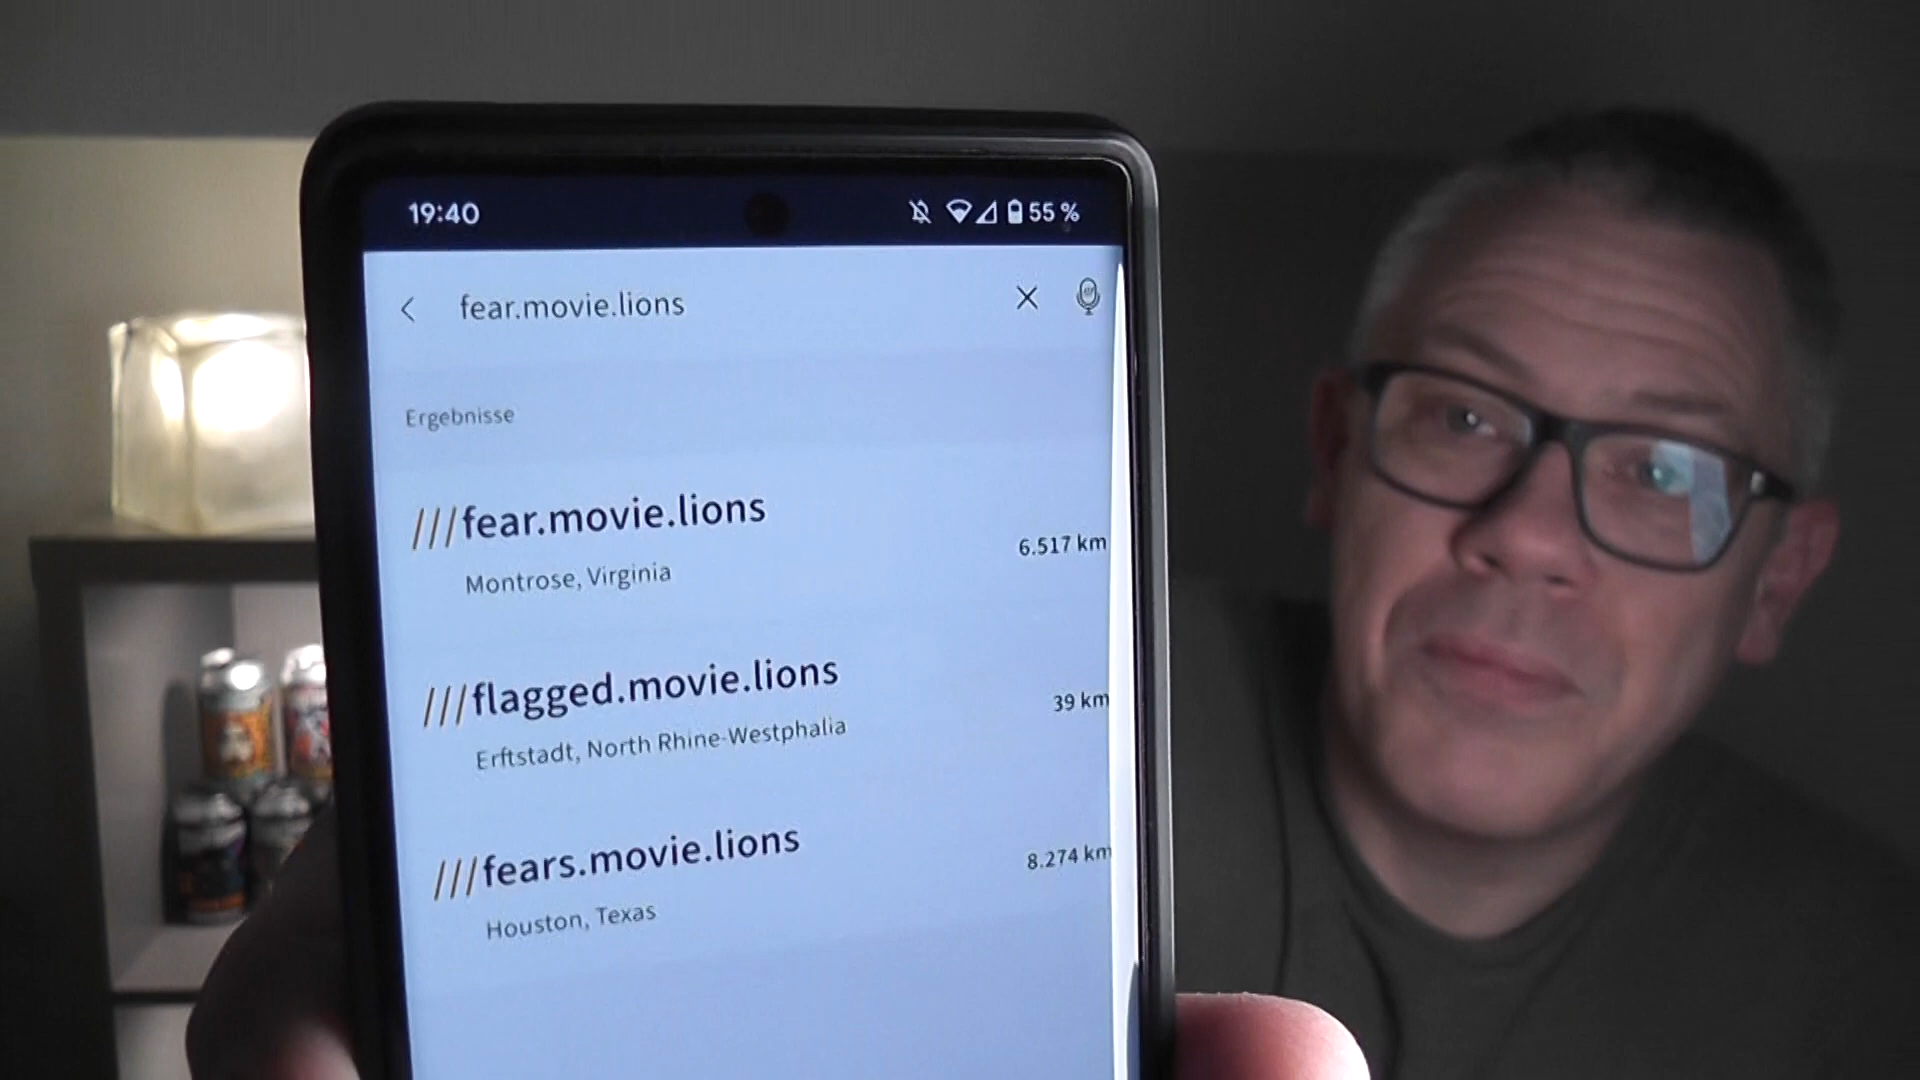 19:40 55 %
fear.movie.lions
Ergebnisse
///fear.movie.lions
6.517 km
Montrose, Virginia
///flagged.movie.lions
39 km
Erftstadt, North Rhine-Westphalia
///fears.movie.lions
8.274 km
Houston, Texas